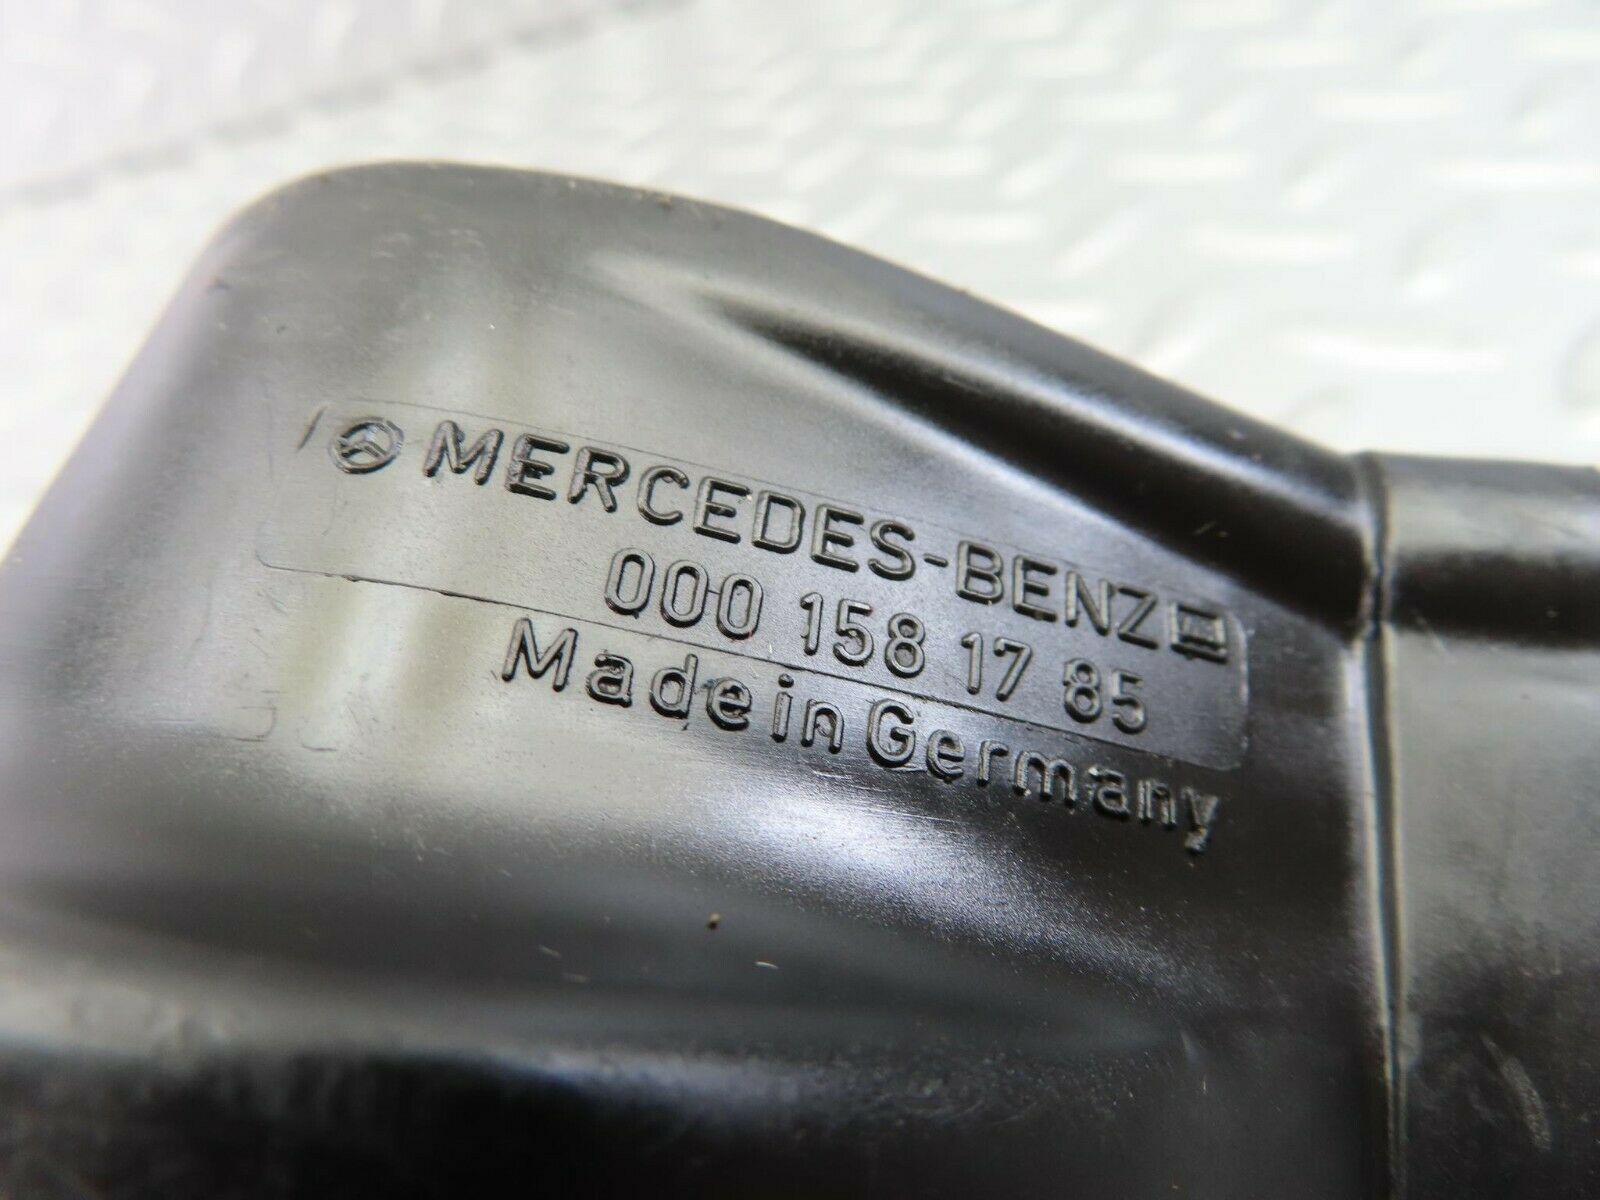 MERCEDES-BENZ
000 158 17 85
Made in Germany